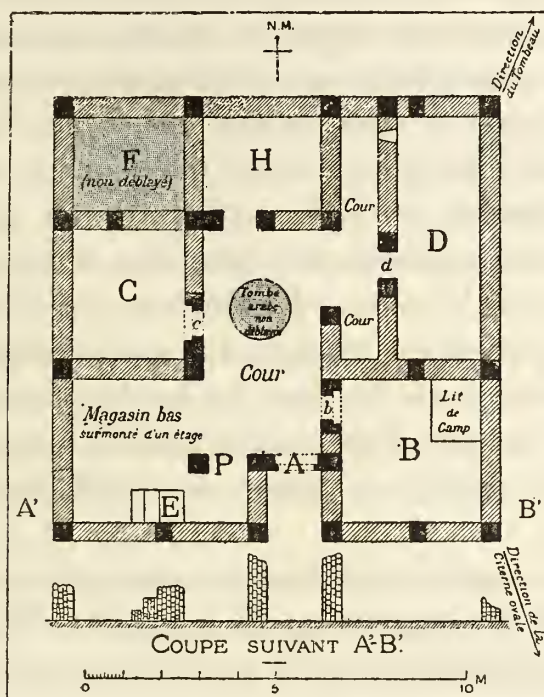 N.M.
Direction
du Tombeau
F
(non déblayé)
H
Cour
D
d
C
c
Tombe
arabe
non
déblayée
Cour
Cour
b
Lit
de
Camp
Magasin bas
surmonté d'un étage
B
P
A
E
A'
B'
Direction de la
Citerne ovale
COUPE SUIVANT A'-B'.
0
5
10
M